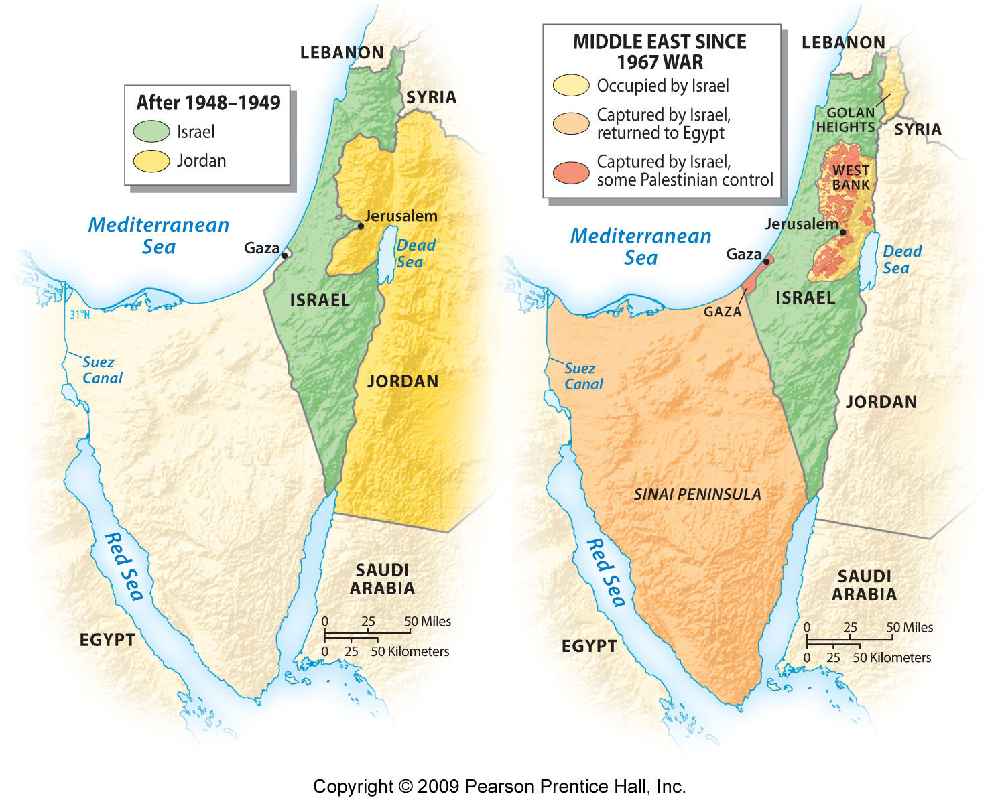 LEBANON
After 1948–1949
Israel
Jordan
SYRIA
Mediterranean
Sea
Jerusalem
Gaza
Dead
Sea
ISRAEL
31°N
Suez
Canal
JORDAN
Red Sea
SAUDI
ARABIA
EGYPT
0 25 50 Miles
0 25 50 Kilometers
MIDDLE EAST SINCE
1967 WAR
Occupied by Israel
Captured by Israel,
returned to Egypt
Captured by Israel,
some Palestinian control
LEBANON
GOLAN
HEIGHTS
SYRIA
WEST
BANK
Mediterranean
Sea
Jerusalem
Gaza
Dead
Sea
ISRAEL
GAZA
Suez
Canal
JORDAN
SINAI PENINSULA
Red Sea
SAUDI
ARABIA
EGYPT
0 25 50 Miles
0 25 50 Kilometers
Copyright © 2009 Pearson Prentice Hall, Inc.